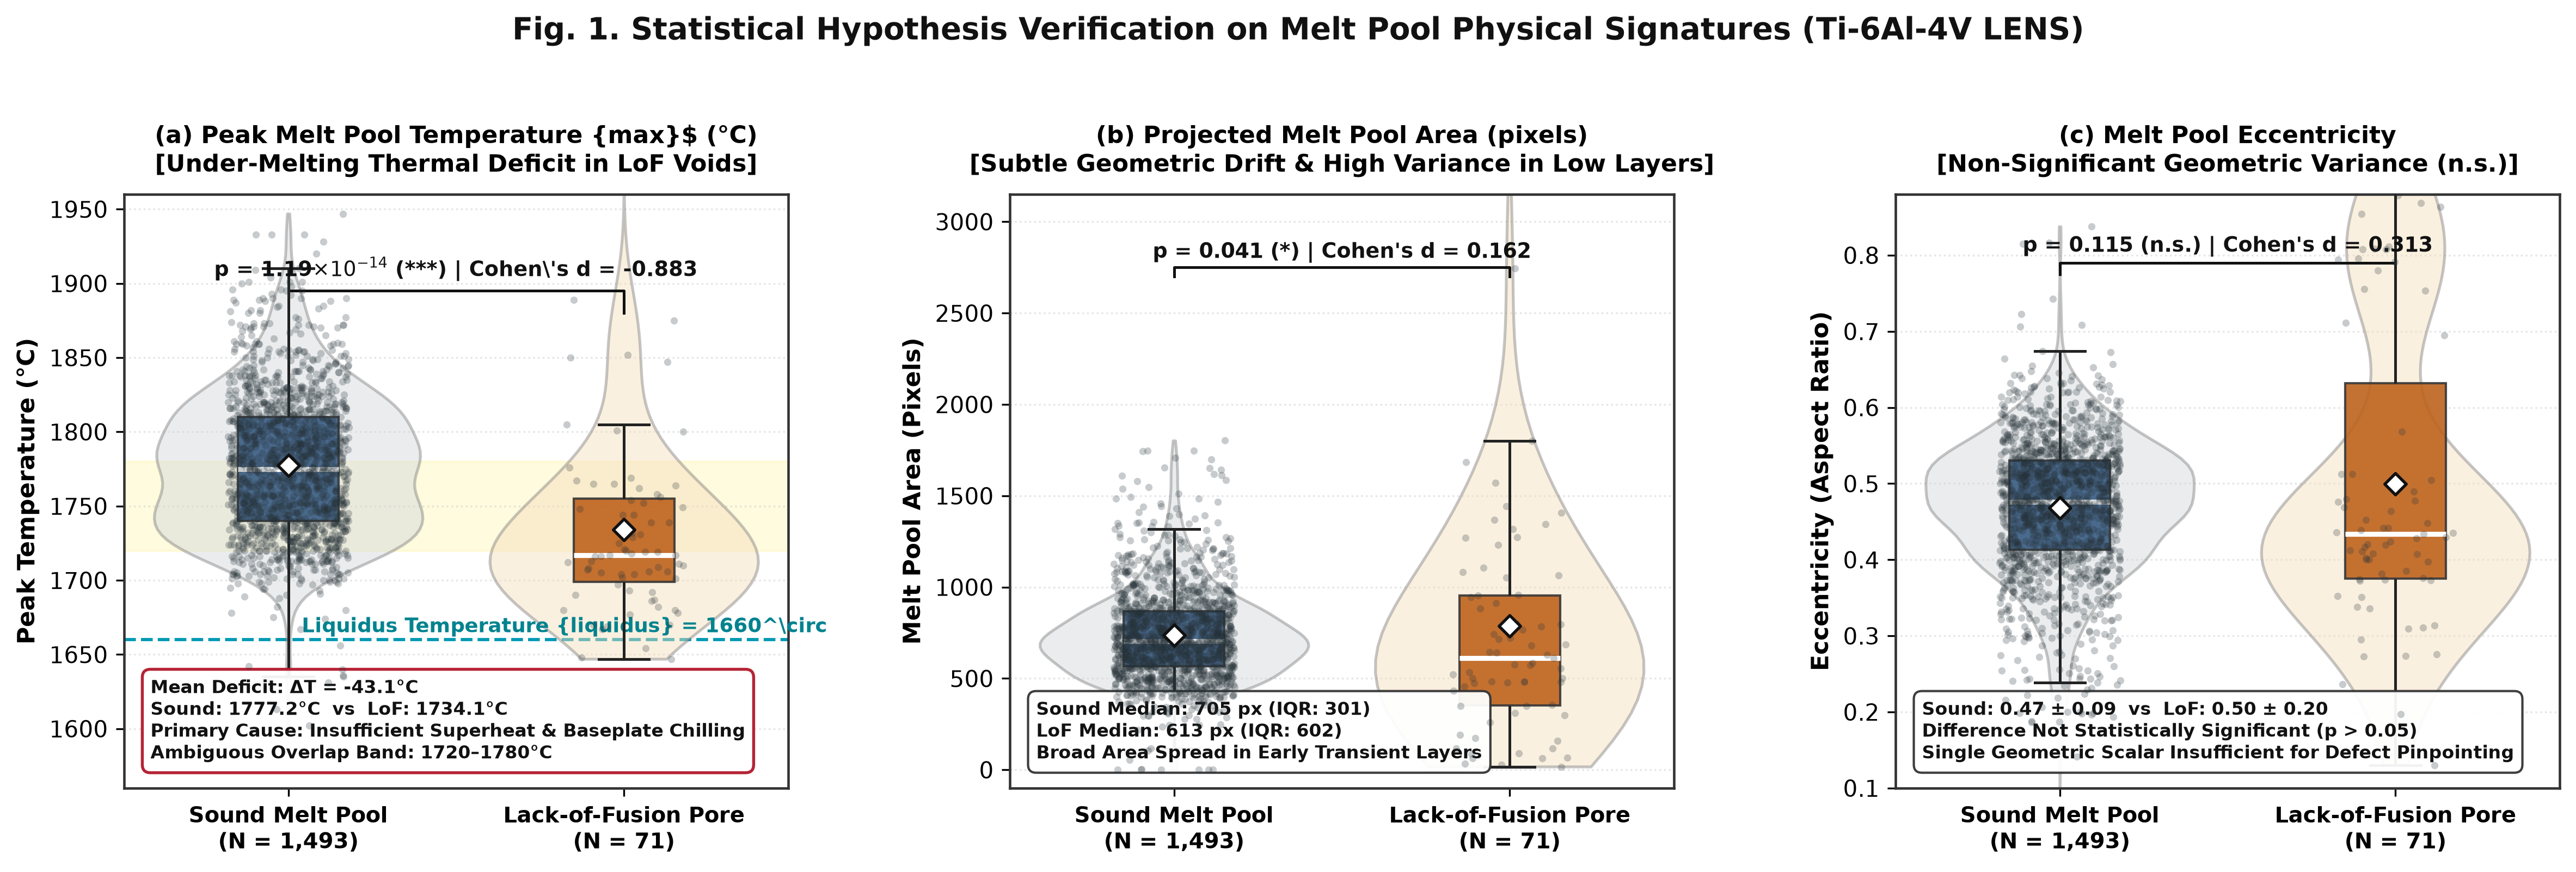 Fig. 1. Statistical Hypothesis Verification on Melt Pool Physical Signatures (Ti-6Al-4V LENS)
(a) Peak Melt Pool Temperature {max}$ (°C)
[Under-Melting Thermal Deficit in LoF Voids]
Peak Temperature (°C)
1950
1900
1850
1800
1750
1700
1650
1600
p = 1.19×10⁻¹⁴ (***) | Cohen\'s d = -0.883
Liquidus Temperature {liquidus} = 1660^\circ
Mean Deficit: ΔT = -43.1°C
Sound: 1777.2°C vs LoF: 1734.1°C
Primary Cause: Insufficient Superheat & Baseplate Chilling
Ambiguous Overlap Band: 1720–1780°C
Sound Melt Pool
(N = 1,493)
Lack-of-Fusion Pore
(N = 71)
(b) Projected Melt Pool Area (pixels)
[Subtle Geometric Drift & High Variance in Low Layers]
Melt Pool Area (Pixels)
3000
2500
2000
1500
1000
500
0
p = 0.041 (*) | Cohen's d = 0.162
Sound Median: 705 px (IQR: 301)
LoF Median: 613 px (IQR: 602)
Broad Area Spread in Early Transient Layers
Sound Melt Pool
(N = 1,493)
Lack-of-Fusion Pore
(N = 71)
(c) Melt Pool Eccentricity
[Non-Significant Geometric Variance (n.s.)]
Eccentricity (Aspect Ratio)
0.8
0.7
0.6
0.5
0.4
0.3
0.2
0.1
p = 0.115 (n.s.) | Cohen's d = 0.313
Sound: 0.47 ± 0.09 vs LoF: 0.50 ± 0.20
Difference Not Statistically Significant (p > 0.05)
Single Geometric Scalar Insufficient for Defect Pinpointing
Sound Melt Pool
(N = 1,493)
Lack-of-Fusion Pore
(N = 71)